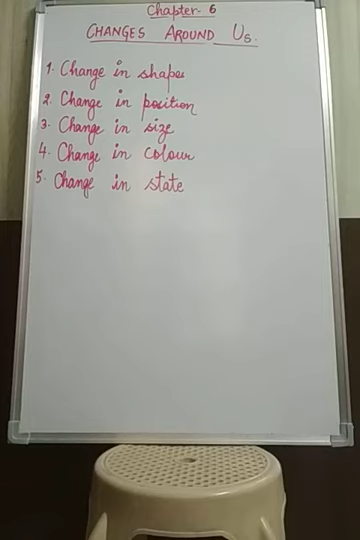 Chapter- 6
CHANGES AROUND US.
1. Change in shapes
2. Change in position
3. Change in size
4. Change in colour
5. Change in state